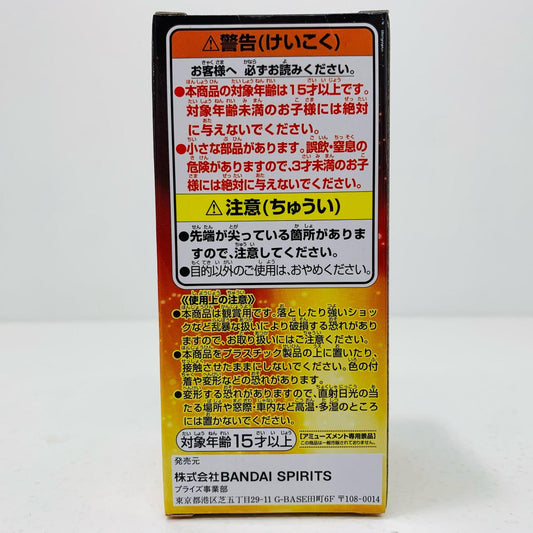 ⚠警告(けいこく)
お客様へ 必ずお読みください。
●本商品の対象年齢は15才以上です。
対象年齢未満のお子様には絶対
に与えないでください。
●小さな部品があります。誤飲・窒息の
危険がありますので、3才未満のお子
様には絶対に与えないでください。
⚠注意(ちゅうい)
●先端が尖っている箇所がありま
すので、注意してください。
●目的以外のご使用は、おやめください。
《使用上の注意》
●本商品は観賞用です。落としたり強いショッ
クなど乱暴な扱いにより破損する恐れがありま
すので、お取り扱いにはご注意ください。
●本商品をプラスチック製品の上に置いたり、
接触させたままにしないでください。色の付
着や変形などの恐れがあります。
●変形する恐れがありますので、直射日光の当
たる場所や窓際・車内など高温・多湿のところ
には置かないでください。
対象年齢15才以上
[アミューズメント専用景品]
この商品は一般市販されておりません。
発売元
株式会社BANDAI SPIRITS
プライズ事業部
東京都港区芝五丁目29-11 G-BASE田町6F 〒108-0014